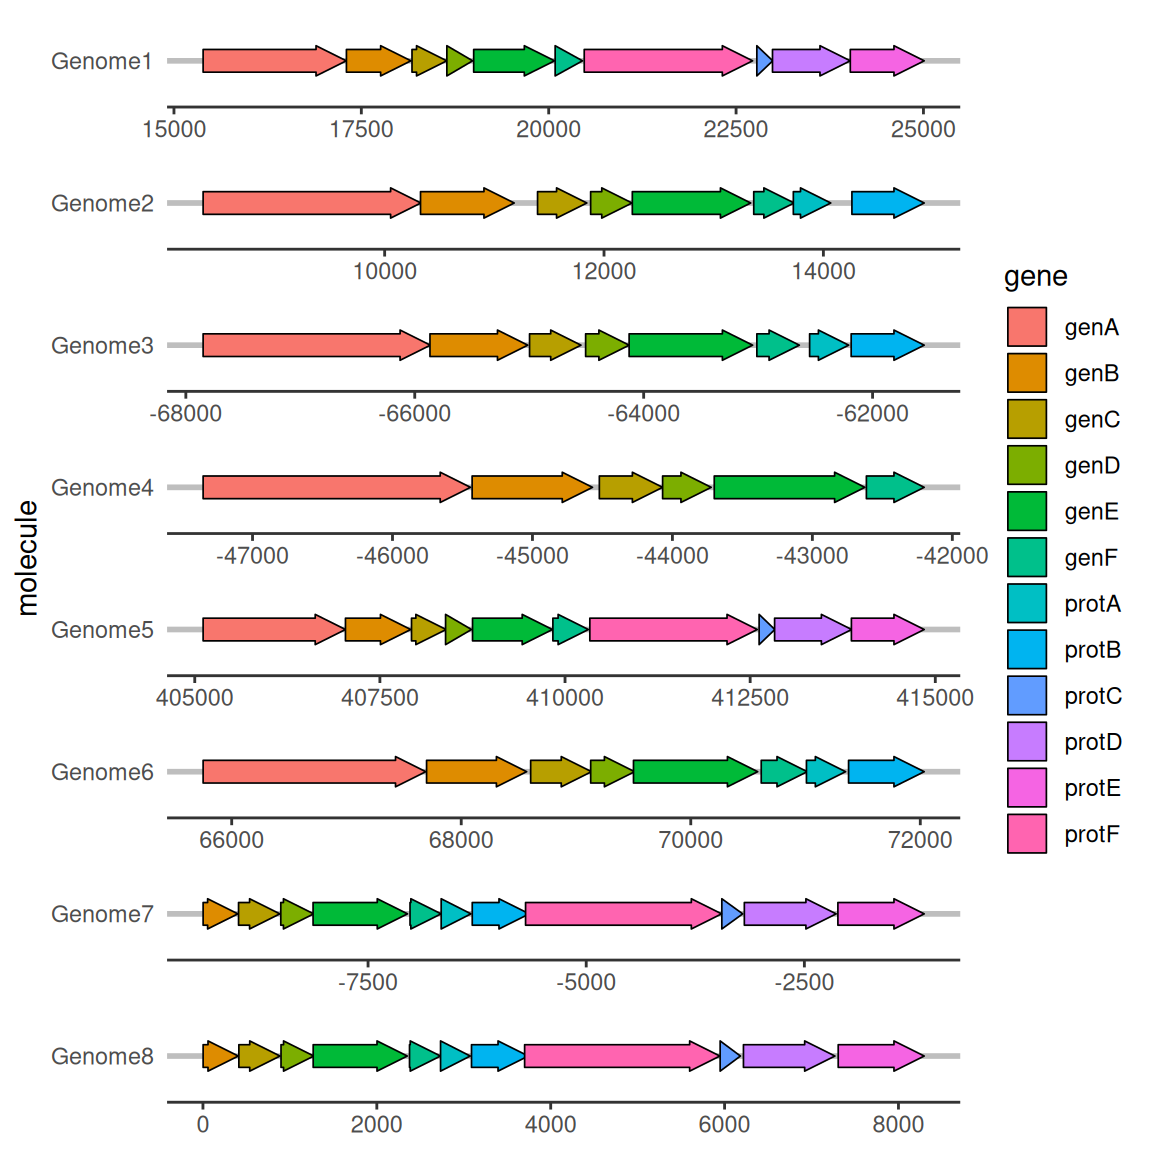 Genome1
15000 17500 20000 22500 25000
Genome2
10000 12000 14000
Genome3
-68000 -66000 -64000 -62000
Genome4
-47000 -46000 -45000 -44000 -43000 -42000
Genome5
405000 407500 410000 412500 415000
Genome6
66000 68000 70000 72000
Genome7
-7500 -5000 -2500
Genome8
0 2000 4000 6000 8000
molecule
gene
genA
genB
genC
genD
genE
genF
protA
protB
protC
protD
protE
protF